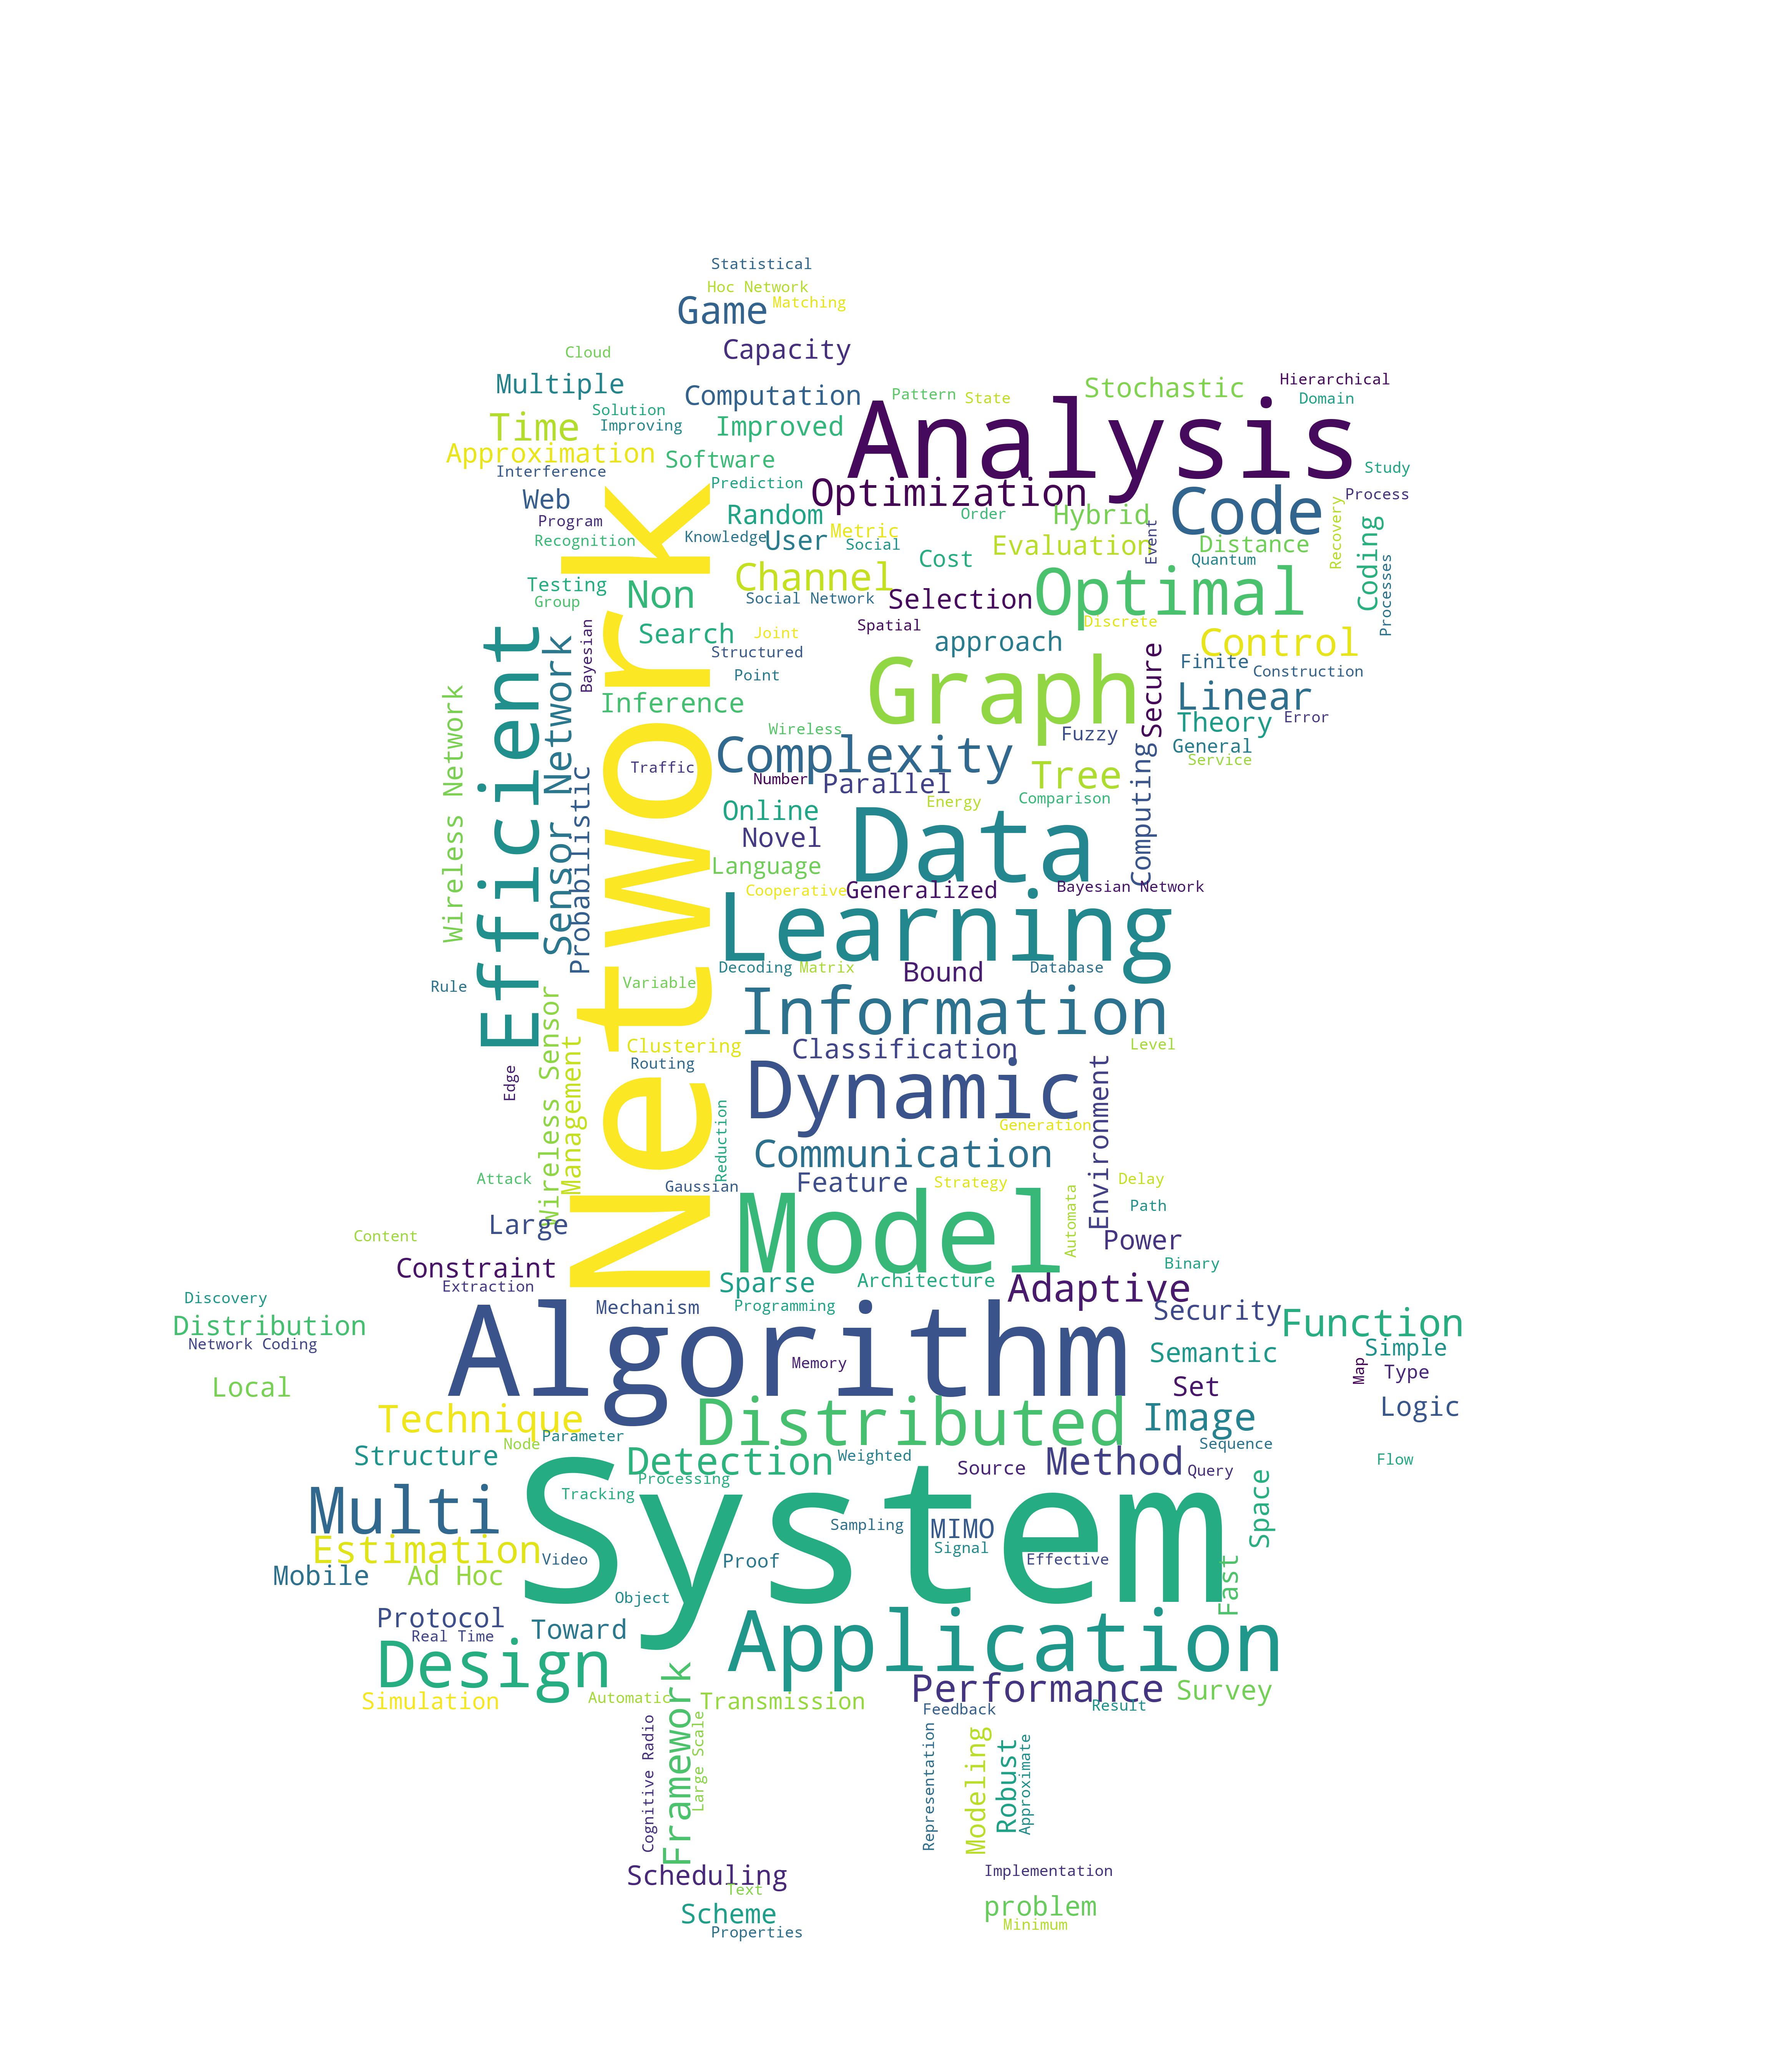 Statistical
Hoc Network
Matching
Game
Capacity
Cloud
Multiple
Computation
Pattern
State
Stochastic
Hierarchical
Domain
Solution
Improving
Time
Improved
Analysis
Approximation
Software
Interference
Study
Prediction
Optimization
Code
Process
Web
Program
Random
Metric
Order
Hybrid
Event
Recovery
Coding
Recognition
Knowledge
User
Social
Evaluation
Distance
Quantum
Processes
Network
Testing
Group
Non
Channel
Cost
Social Network
Selection
Optimal
Search
Joint
Spatial
Discrete
Bayesian
Structured
approach
Control
Secure
Finite
Construction
Efficient
Sensor Network
Wireless Network
Point
Graph
Linear
Inference
Theory
Error
Wireless
Fuzzy
General
Service
Complexity
Traffic
Number
Parallel
Tree
Probabilistic
Online
Energy
Comparison
Computing
Novel
Data
Language
Cooperative
Generalized
Bayesian Network
Learning
Decoding
Matrix
Bound
Database
Rule
Variable
Wireless Sensor
Information
Management
Clustering
Classification
Level
Routing
Edge
Dynamic
Environment
Reduction
Generation
Communication
Attack
Gaussian
Feature
Strategy
Delay
Automata
Path
Large
Model
Content
Power
Constraint
Extraction
Sparse
Architecture
Adaptive
Binary
Discovery
Mechanism
Programming
Security
Function
Distribution
Network Coding
Algorithm
Memory
Semantic
Simple
Map
Type
Local
Set
Technique
Distributed
Image
Logic
Node
Parameter
Structure
Detection
Weighted
Method
Sequence
Flow
Source
Query
Processing
Tracking
Multi
System
Space
Sampling
MIMO
Estimation
Signal
Video
Proof
Effective
Mobile
Ad Hoc
Fast
Object
Protocol
Real Time
Toward
Application
Design
Performance
Survey
Simulation
Automatic
Transmission
Feedback
Result
Framework
Cognitive Radio
Large Scale
Representation
Modeling
Robust
Approximate
Scheduling
Implementation
Text
Scheme
problem
Properties
Minimum